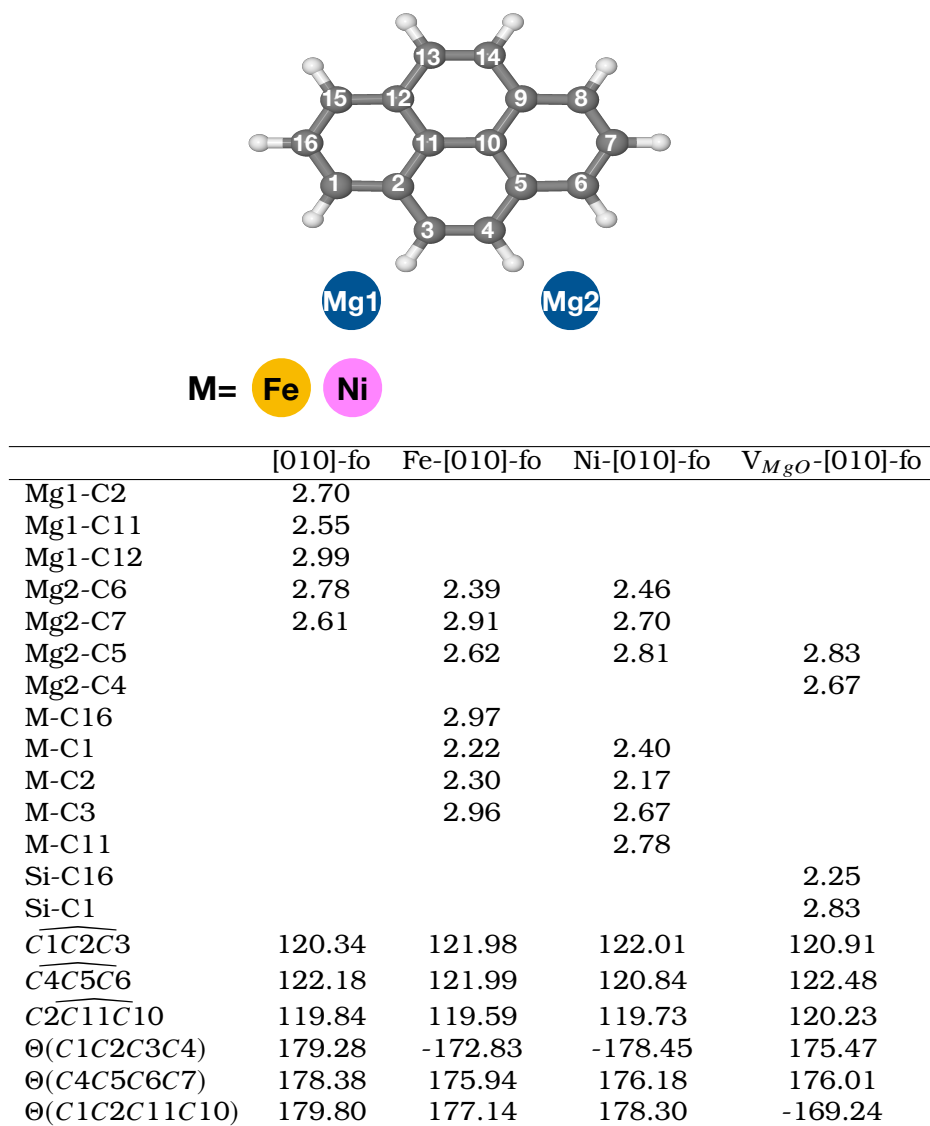 13 14
15 12 9 8
16 11 10 7
1 2 5 6
3 4
Mg1 Mg2
M= Fe Ni
[010]-fo Fe-[010]-fo Ni-[010]-fo V_{MgO}-[010]-fo
Mg1-C2 2.70
Mg1-C11 2.55
Mg1-C12 2.99
Mg2-C6 2.78 2.39 2.46
Mg2-C7 2.61 2.91 2.70
Mg2-C5 2.62 2.81 2.83
Mg2-C4 2.67
M-C16 2.97
M-C1 2.22 2.40
M-C2 2.30 2.17
M-C3 2.96 2.67
M-C11 2.78
Si-C16 2.25
Si-C1 2.83
C1C2C3 120.34 121.98 122.01 120.91
C4C5C6 122.18 121.99 120.84 122.48
C2C11C10 119.84 119.59 119.73 120.23
Θ(C1C2C3C4) 179.28 -172.83 -178.45 175.47
Θ(C4C5C6C7) 178.38 175.94 176.18 176.01
Θ(C1C2C11C10) 179.80 177.14 178.30 -169.24